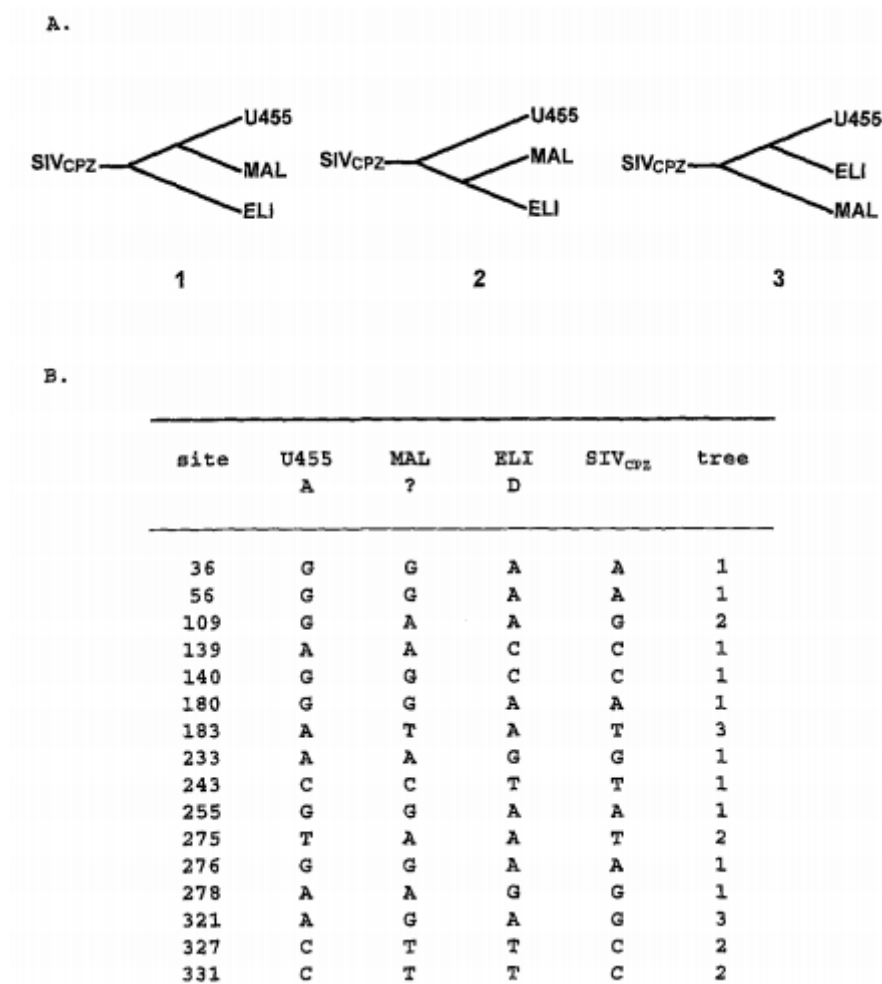 A.
U455 U455 U455
SIVCPZ MAL SIVCPZ MAL SIVCPZ ELI
ELI ELI MAL
1 2 3
B.
site U455 MAL ELI SIVCPZ tree
A ? D
36 G G A A 1
56 G G A A 1
109 G A A G 2
139 A A C C 1
140 G G C C 1
180 G G A A 1
183 A T A T 3
233 A A G G 1
243 C C T T 1
255 G G A A 1
275 T A A T 2
276 G G A A 1
278 A A G G 1
321 A G A G 3
327 C T T C 2
331 C T T C 2